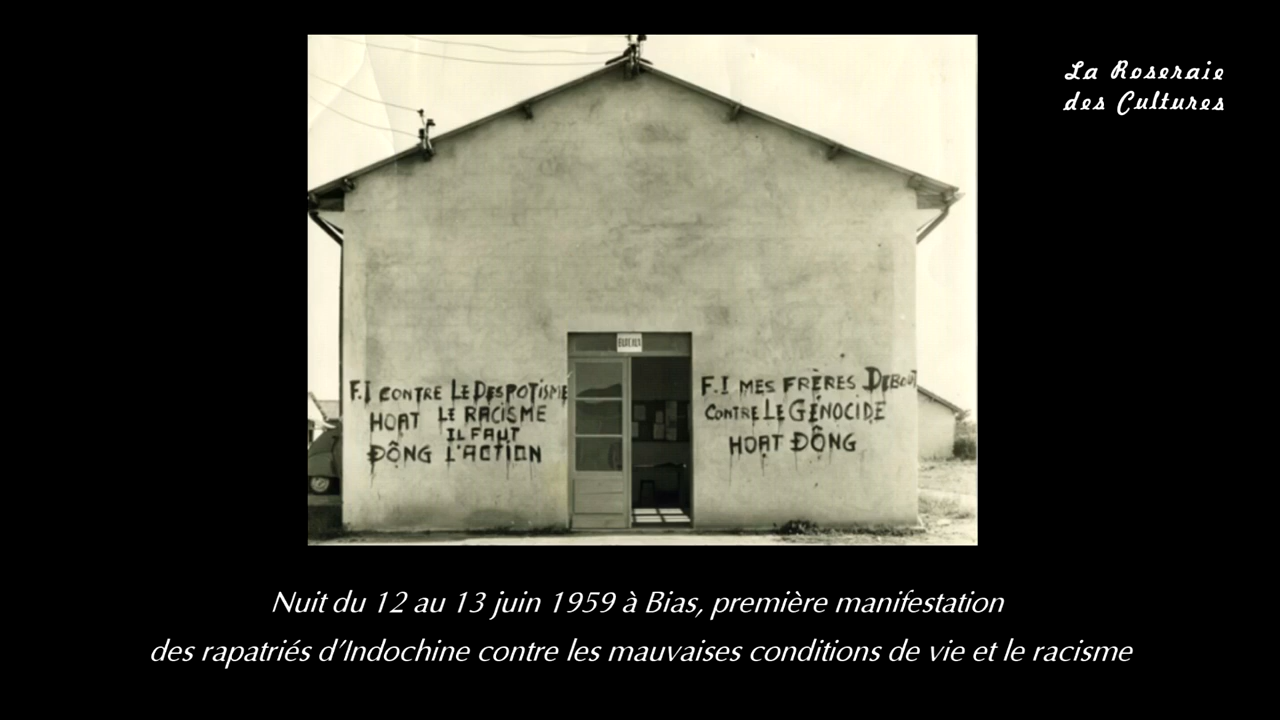 La Roseraie
des Cultures
BUREAUX
F.I CONTRE LE DESPOTISME
HOAT LE RACISME
IL FAUT
ĐÔNG L'ACTION
F.I MES FRÈRES DEBOUT
CONTRE LE GÉNOCIDE
HOAT ĐÔNG
Nuit du 12 au 13 juin 1959 à Bias, première manifestation
des rapatriés d'Indochine contre les mauvaises conditions de vie et le racisme